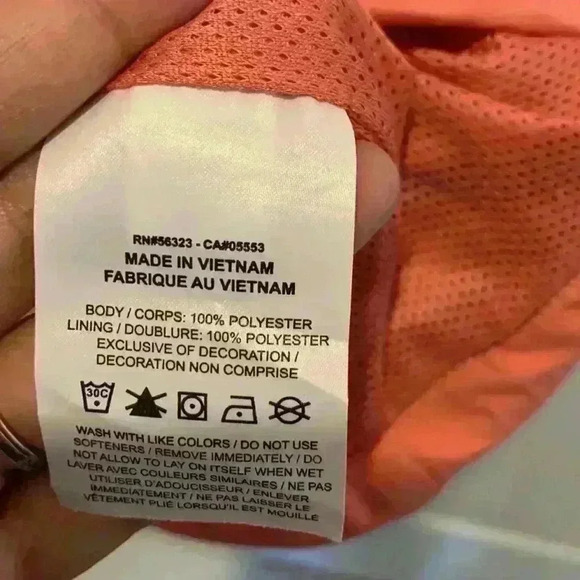 RN#56323 - CA#05553
MADE IN VIETNAM
FABRIQUE AU VIETNAM
BODY / CORPS: 100% POLYESTER
LINING / DOUBLURE: 100% POLYESTER
EXCLUSIVE OF DECORATION /
DECORATION NON COMPRISE
30C
WASH WITH LIKE COLORS / DO NOT USE
SOFTENERS / REMOVE IMMEDIATELY / DO
NOT ALLOW TO LAY ON ITSELF WHEN WET
LAVER AVEC COULEURS SIMILAIRES / NE PAS
UTILISER D'ADOUCISSEUR / ENLEVER
IMMEDIATEMENT / NE PAS LAISSER LE
VÊTEMENT PLIÉ LORSQU'IL EST MOUILLÉ